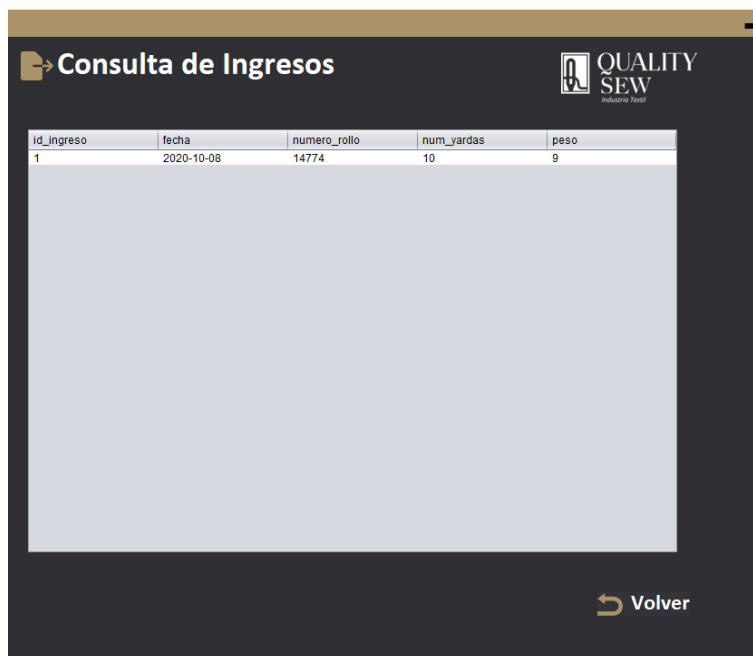 Consulta de Ingresos
QUALITY
SEW
Industria Textil
id_ingreso fecha numero_rollo num_yardas peso
1 2020-10-08 14774 10 9
Volver